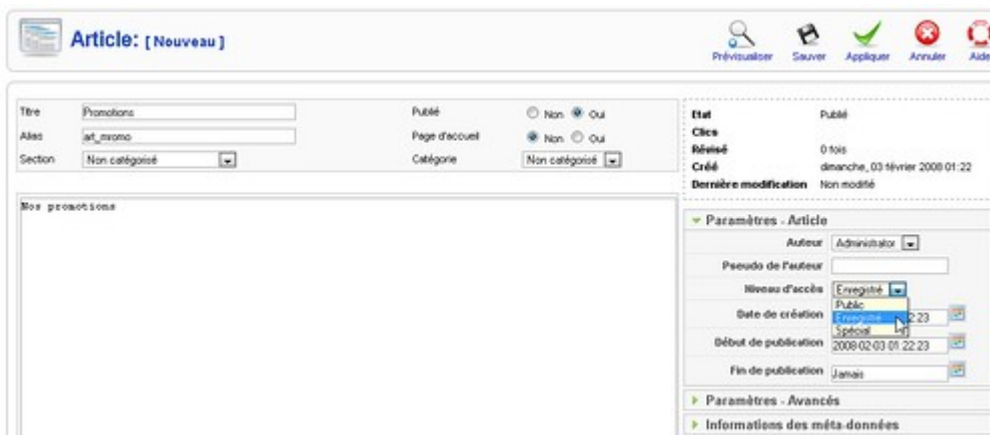 Article: [ Nouveau ]
Prévisualiser Sauver Appliquer Annuler Aide
Titre Promotions Publié Non Oui
Alias art_mromo Page d'accueil Non Oui
Section Non catégorisé Catégorie Non catégorisé
Nos promotions
Etat Publié
Clics
Révisé 0 fois
Créé dimanche, 03 février 2008 01:22
Dernière modification Non modifié
Paramètres - Article
Auteur Administrator
Pseudo de l'auteur
Niveau d'accès Enregistré
Public
Date de création Enregistré 2:23
Spécial
Début de publication 2008-02-03 01:22:23
Fin de publication Jamais
Paramètres - Avancés
Informations des méta-données